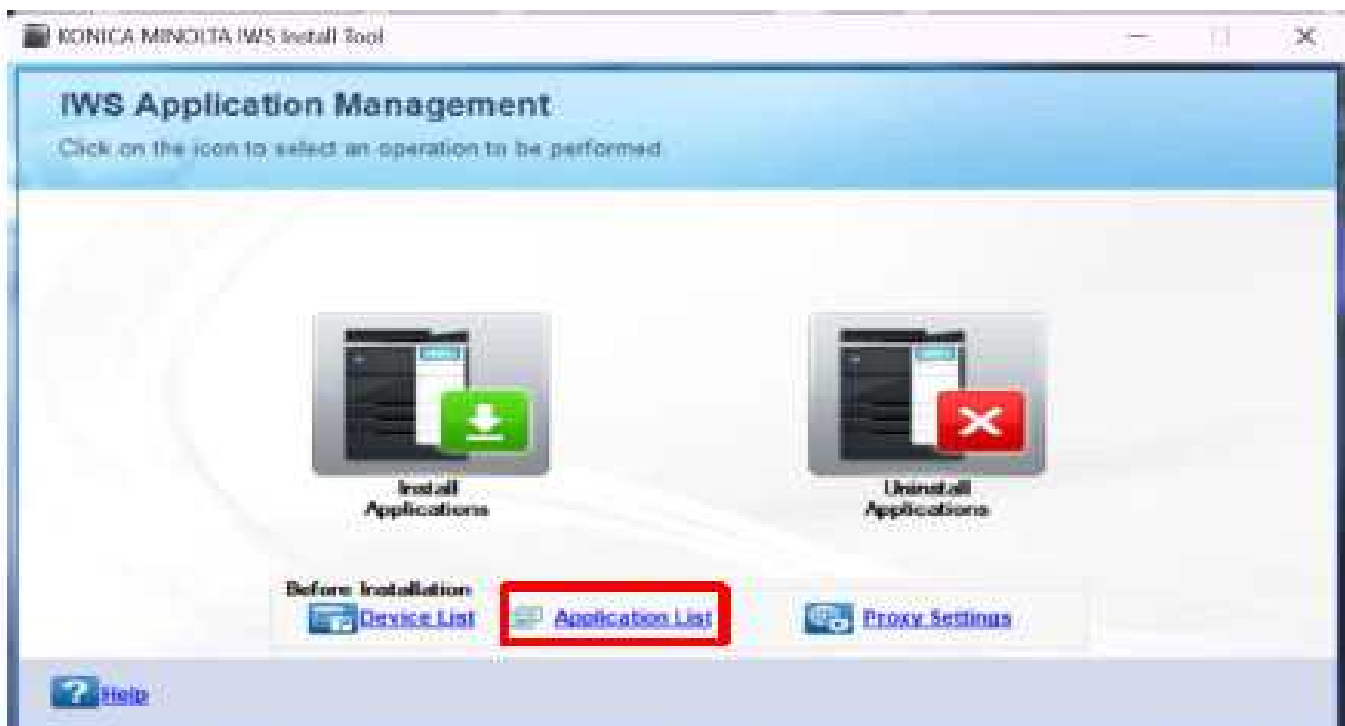 KONICA MINOLTA IWS Install Tool
IWS Application Management
Click on the icon to select an operation to be performed.
Install
Applications
Uninstall
Applications
Before Installation
Device List
Application List
Proxy Settings
Help